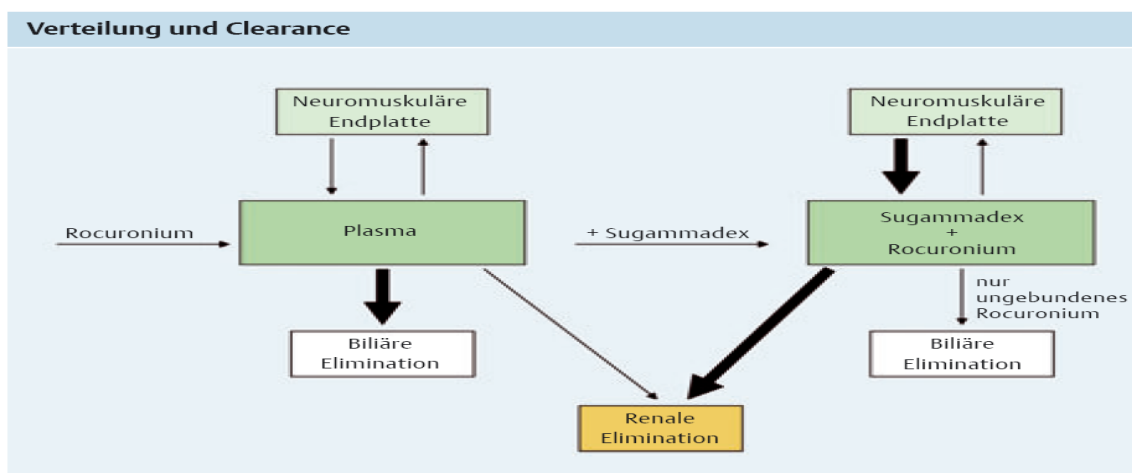 Verteilung und Clearance
Neuromuskuläre
Endplatte
Rocuronium
Plasma
Biliäre
Elimination
+ Sugammadex
Neuromuskuläre
Endplatte
Sugammadex
+
Rocuronium
nur
ungebundenes
Rocuronium
Biliäre
Elimination
Renale
Elimination